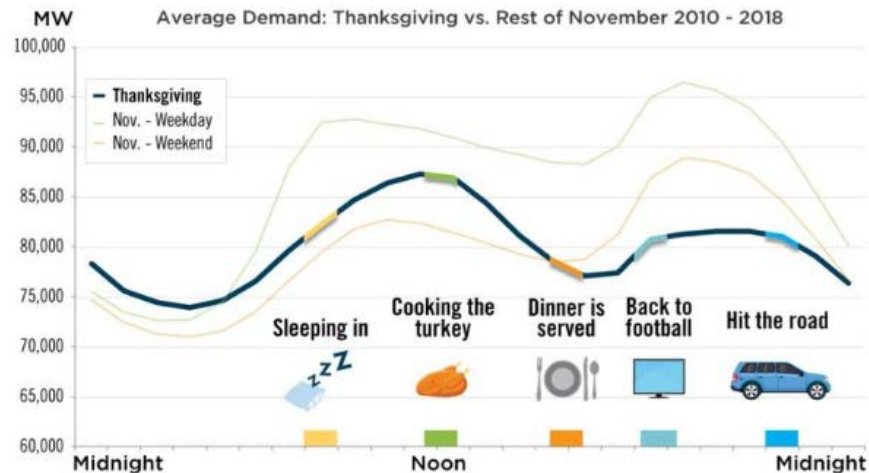 MW
Average Demand: Thanksgiving vs. Rest of November 2010 - 2018
100,000
95,000
90,000
85,000
80,000
75,000
70,000
65,000
60,000
Thanksgiving
Nov. - Weekday
Nov. - Weekend
Sleeping in
Cooking the
turkey
Dinner is
served
Back to
football
Hit the road
zzZ
Midnight
Noon
Midnight